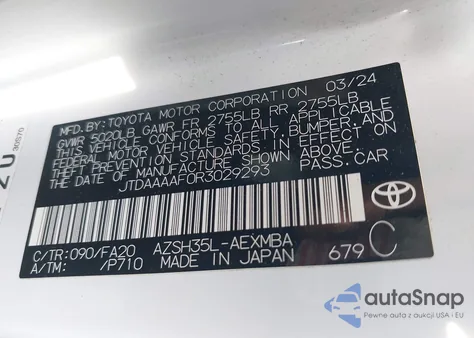 MFD.BY: TOYOTA MOTOR CORPORATION 03/24
GVWR 5020LB GAWR FR 2755LB RR 2755LB
THIS VEHICLE CONFORMS TO ALL APPLICABLE
FEDERAL MOTOR VEHICLE SAFETY, BUMPER AND
THEFT PREVENTION STANDARDS IN EFFECT ON
THE DATE OF MANUFACTURE SHOWN ABOVE.
JTDAAAAF0R3029293 PASS.CAR
C/TR:090/FA20 AZSH35L-AEXMBA
A/TM: /P710 MADE IN JAPAN 679 C
TOYOTA
30570
autoSnap
Pewne auta z aukcji USA i EU